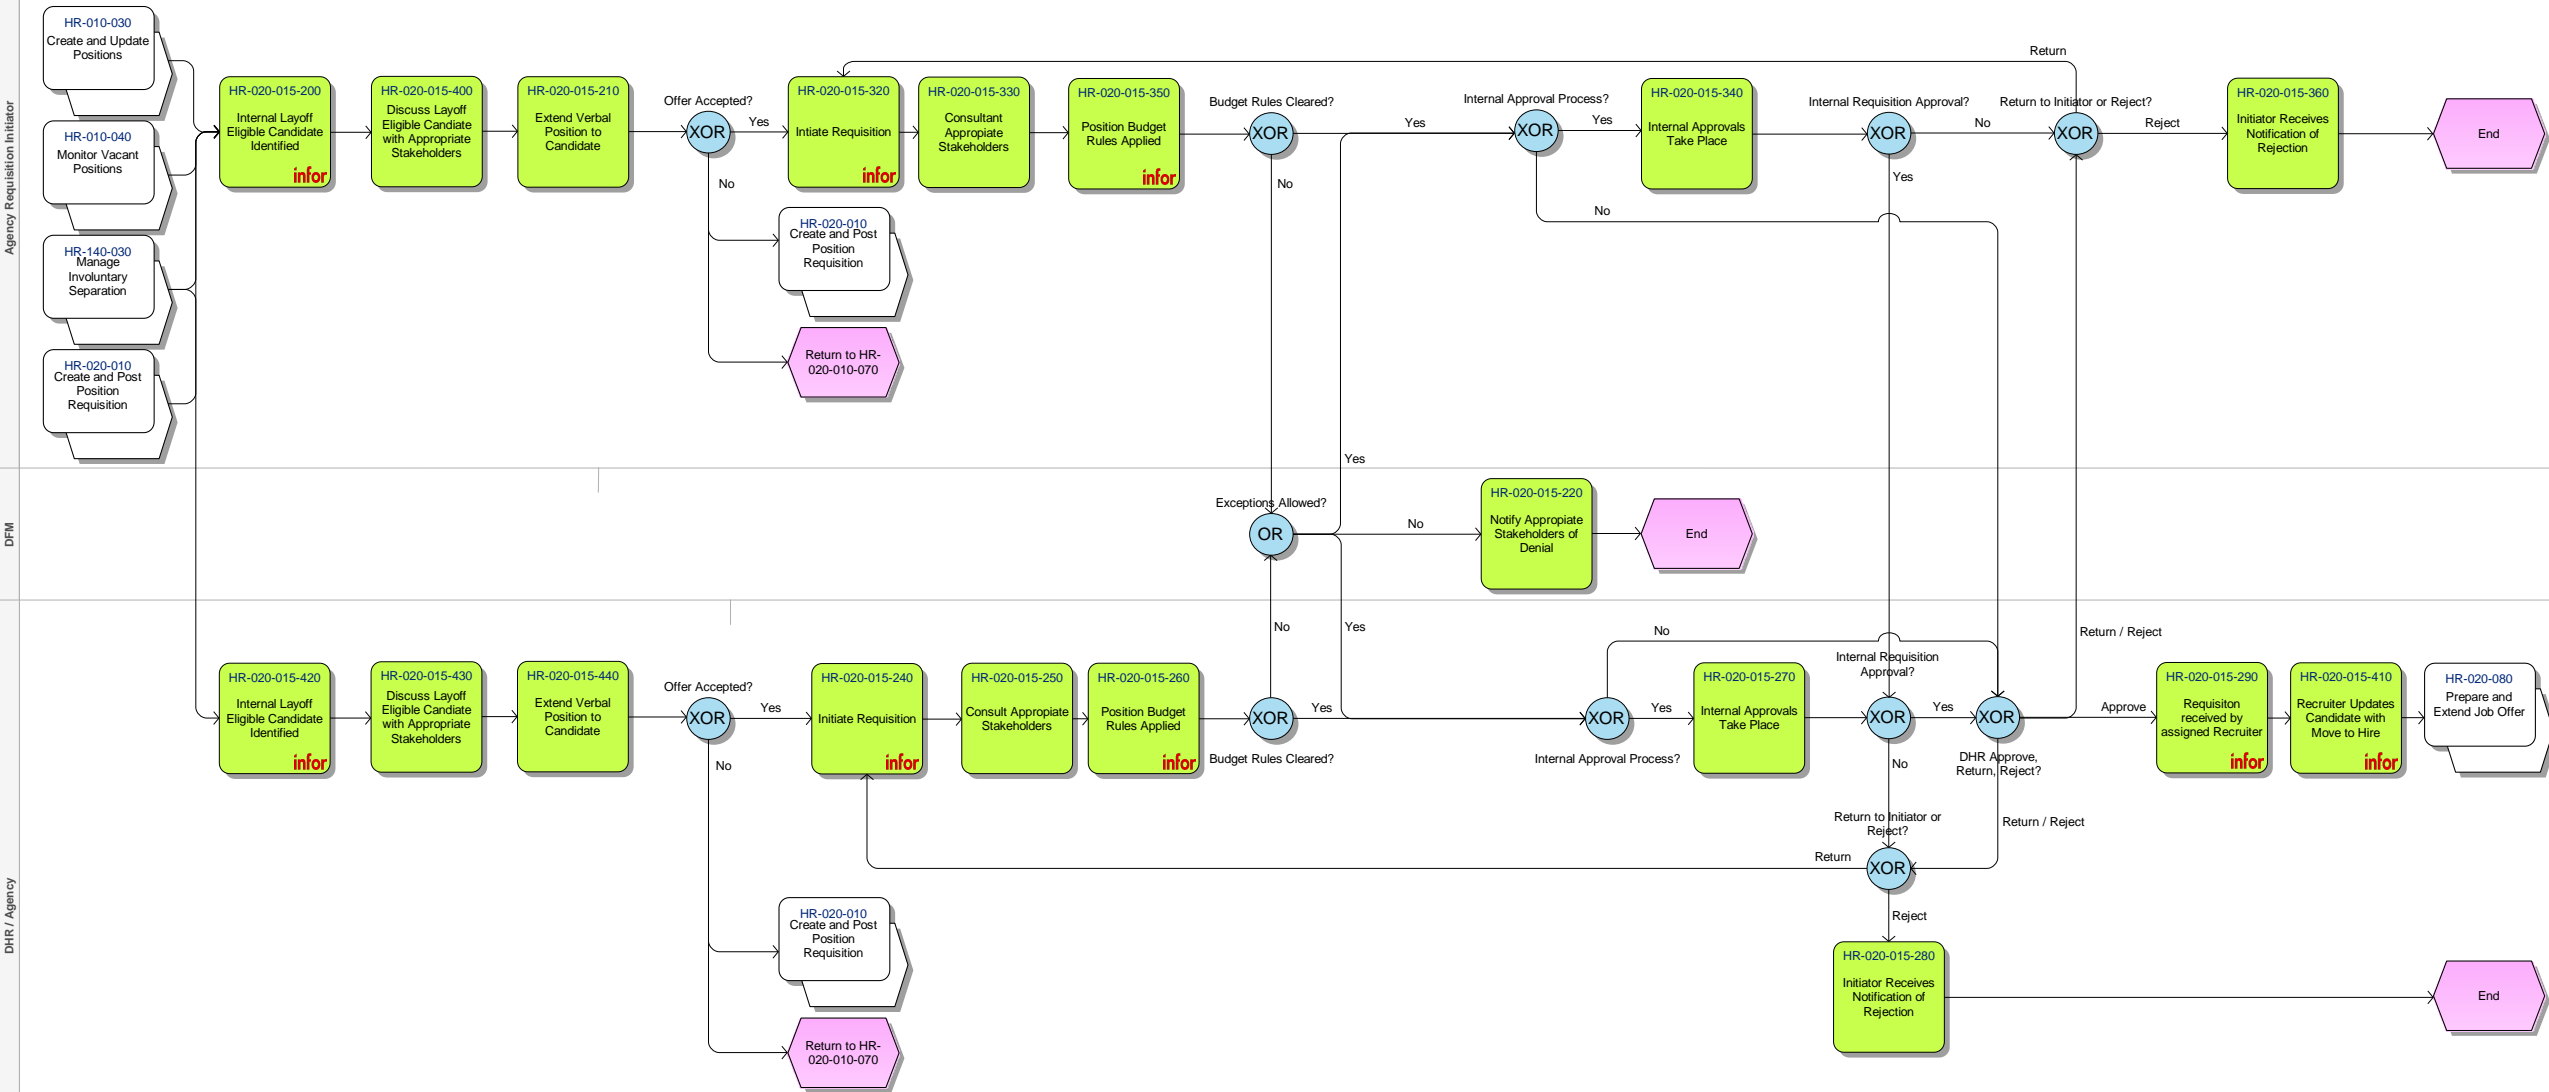 Agency Requisition Initiator
HR-010-030
Create and Update
Positions
HR-010-040
Monitor Vacant
Positions
HR-140-030
Manage
Involuntary
Separation
HR-020-010
Create and Post
Position
Requisition
HR-020-015-200
Internal Layoff
Eligible Candidate
Identified
infor
HR-020-015-400
Discuss Layoff
Eligible Candiate
with Appropriate
Stakeholders
HR-020-015-210
Extend Verbal
Position to
Candidate
Offer Accepted?
XOR
Yes
No
HR-020-010
Create and Post
Position
Requisition
Return to HR-
020-010-070
HR-020-015-320
Intiate Requisition
infor
HR-020-015-330
Consultant
Appropiate
Stakeholders
HR-020-015-350
Position Budget
Rules Applied
infor
Budget Rules Cleared?
XOR
Yes
No
Internal Approval Process?
XOR
Yes
No
HR-020-015-340
Internal Approvals
Take Place
Internal Requisition Approval?
XOR
No
Yes
Return to Initiator or Reject?
XOR
Return
Reject
HR-020-015-360
Initiator Receives
Notification of
Rejection
End
DFM
Yes
Exceptions Allowed?
OR
No
HR-020-015-220
Notify Appropiate
Stakeholders of
Denial
End
DHR / Agency
No
Yes
HR-020-015-420
Internal Layoff
Eligible Candidate
Identified
infor
HR-020-015-430
Discuss Layoff
Eligible Candiate
with Appropriate
Stakeholders
HR-020-015-440
Extend Verbal
Position to
Candidate
Offer Accepted?
XOR
Yes
No
HR-020-010
Create and Post
Position
Requisition
Return to HR-
020-010-070
HR-020-015-240
Initiate Requisition
infor
HR-020-015-250
Consult Appropiate
Stakeholders
HR-020-015-260
Position Budget
Rules Applied
infor
XOR
Budget Rules Cleared?
Yes
XOR
Internal Approval Process?
No
Yes
HR-020-015-270
Internal Approvals
Take Place
Internal Requisition
Approval?
XOR
Yes
No
XOR
DHR Approve,
Return, Reject?
Return / Reject
Approve
Return / Reject
HR-020-015-290
Requisiton
received by
assigned Recruiter
infor
HR-020-015-410
Recruiter Updates
Candidate with
Move to Hire
infor
HR-020-080
Prepare and
Extend Job Offer
Return to Initiator or
Reject?
XOR
Return
Reject
HR-020-015-280
Initiator Receives
Notification of
Rejection
End